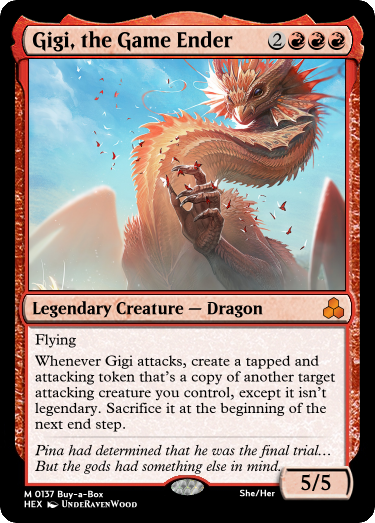 Gigi, the Game Ender 2
Legendary Creature — Dragon
Flying
Whenever Gigi attacks, create a tapped and
attacking token that's a copy of another target
attacking creature you control, except it isn't
legendary. Sacrifice it at the beginning of the
next end step.
Pina had determined that he was the final trial…
But the gods had something else in mind.
5/5
M 0137 Buy-a-Box She/Her
HEX UnderRavenWood